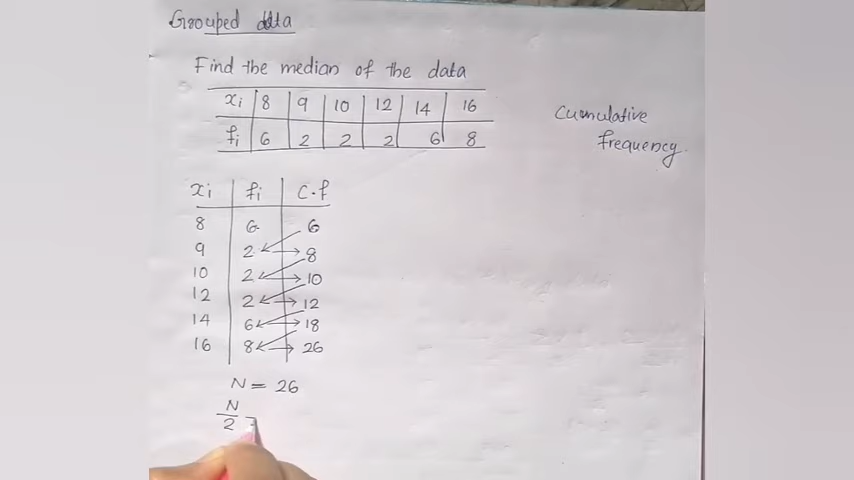 Grouped data
Find the median of the data
xi 8 9 10 12 14 16
fi 6 2 2 2 6 8
Cumulative
frequency
xi fi C.f
8 6 6
9 2 8
10 2 10
12 2 12
14 6 18
16 8 26
N = 26
N
2